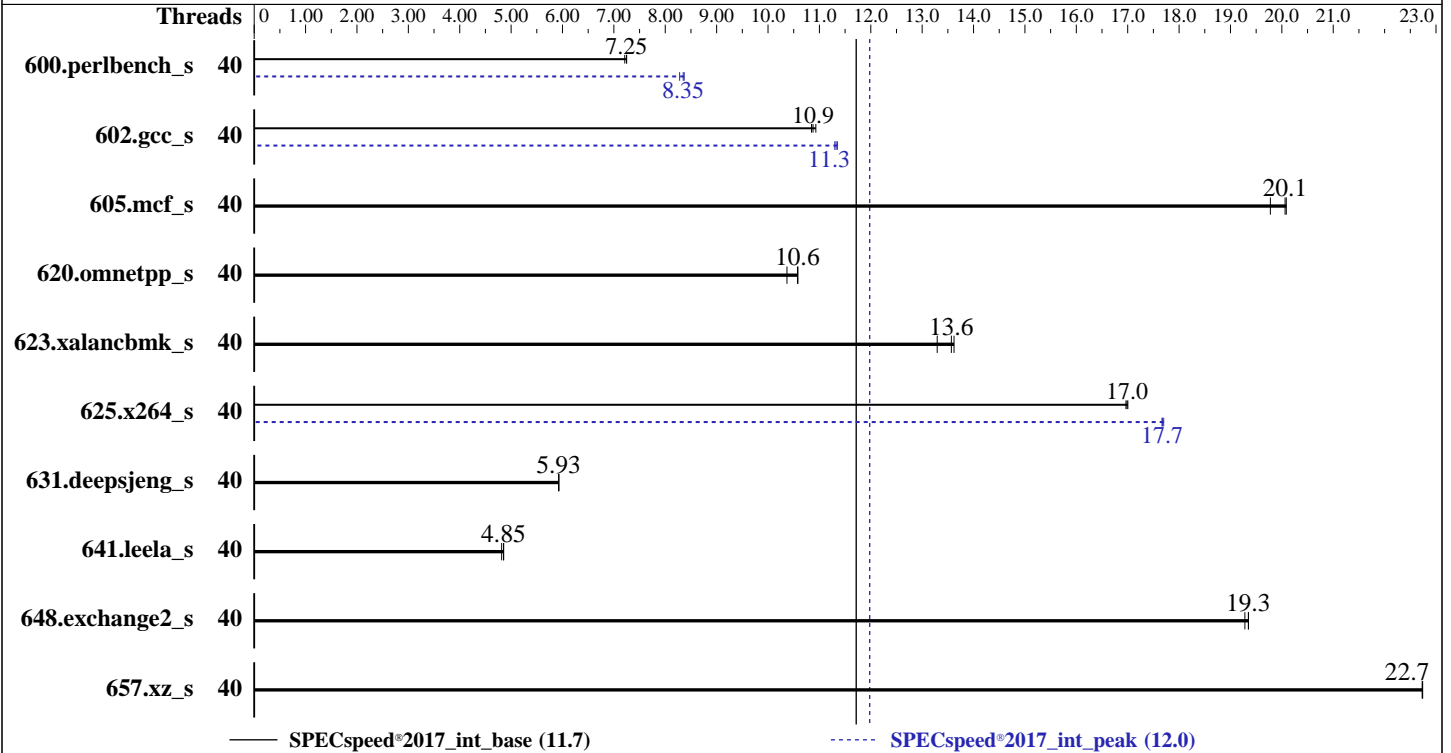 Threads 0 1.00 2.00 3.00 4.00 5.00 6.00 7.00 8.00 9.00 10.0 11.0 12.0 13.0 14.0 15.0 16.0 17.0 18.0 19.0 20.0 21.0 23.0
7.25
600.perlbench_s 40
8.35
10.9
602.gcc_s 40
11.3
20.1
605.mcf_s 40
10.6
620.omnetpp_s 40
13.6
623.xalancbmk_s 40
17.0
625.x264_s 40
17.7
5.93
631.deepsjeng_s 40
4.85
641.leela_s 40
19.3
648.exchange2_s 40
22.7
657.xz_s 40
SPECspeed®2017_int_base (11.7) SPECspeed®2017_int_peak (12.0)